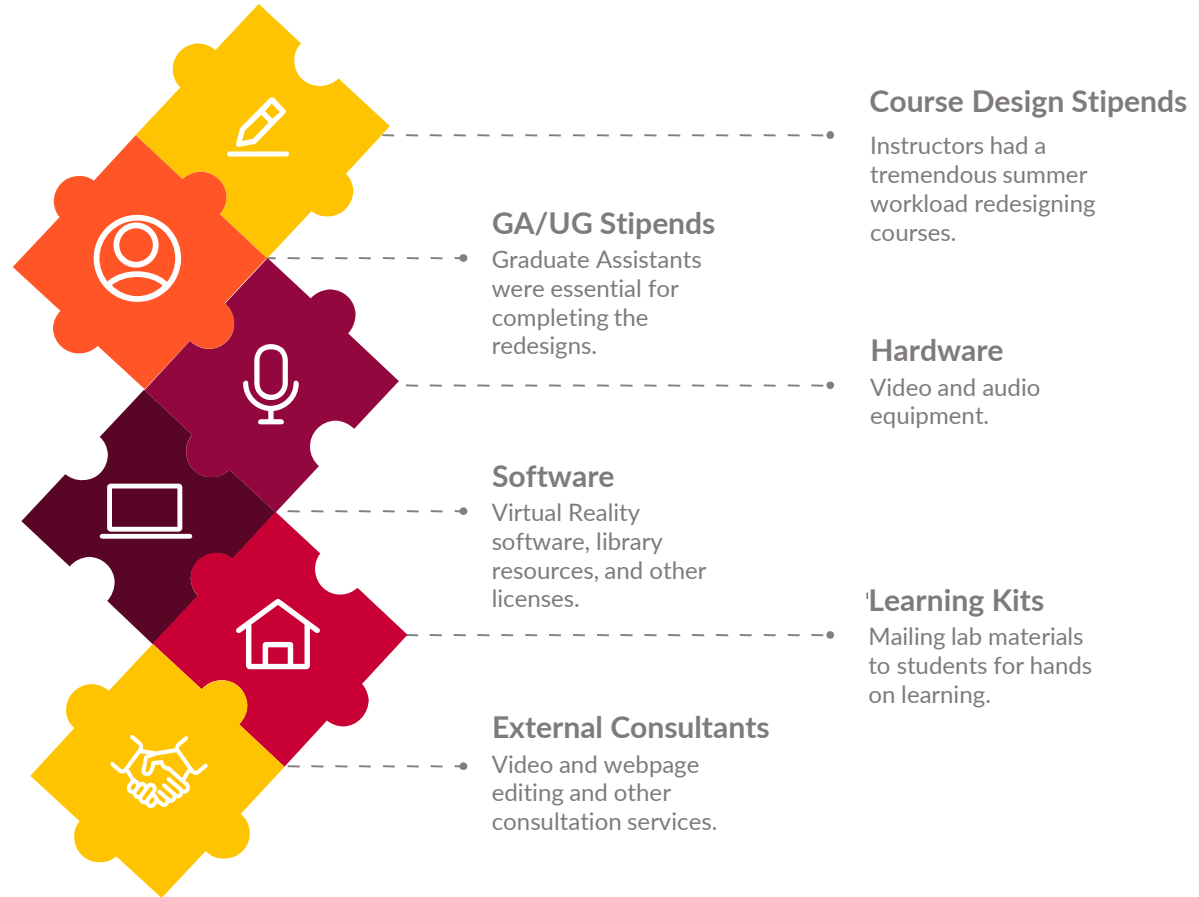 Course Design Stipends
Instructors had a
tremendous summer
workload redesigning
courses.
GA/UG Stipends
Graduate Assistants
were essential for
completing the
redesigns.
Hardware
Video and audio
equipment.
Software
Virtual Reality
software, library
resources, and other
licenses.
'Learning Kits
Mailing lab materials
to students for hands
on learning.
External Consultants
Video and webpage
editing and other
consultation services.